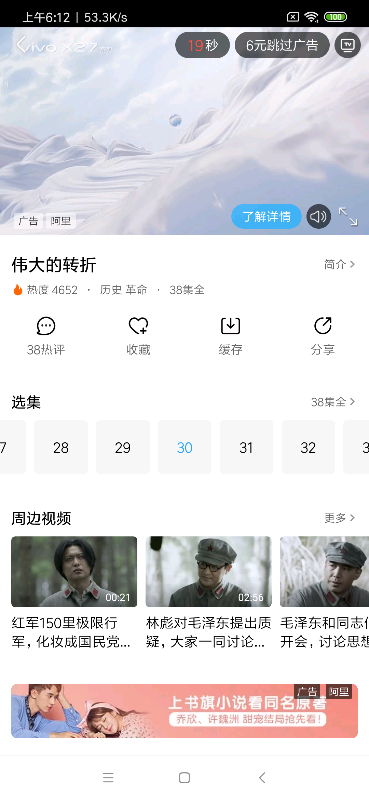 上午6:12 | 53.3K/s
100
vivo X27
19秒
6元跳过广告
TV
广告 阿里
了解详情
伟大的转折
简介
热度 4652 · 历史 革命 · 38集全
38热评
收藏
缓存
分享
选集
38集全
7
28
29
30
31
32
3
周边视频
更多
00:21
02:56
红军150里极限行
军，化妆成国民党...
林彪对毛泽东提出质
疑，大家一同讨论...
毛泽东和同志们
开会，讨论思想
广告 阿里
上书旗小说看同名原著
乔欣、许魏洲 甜宠结局抢先看！